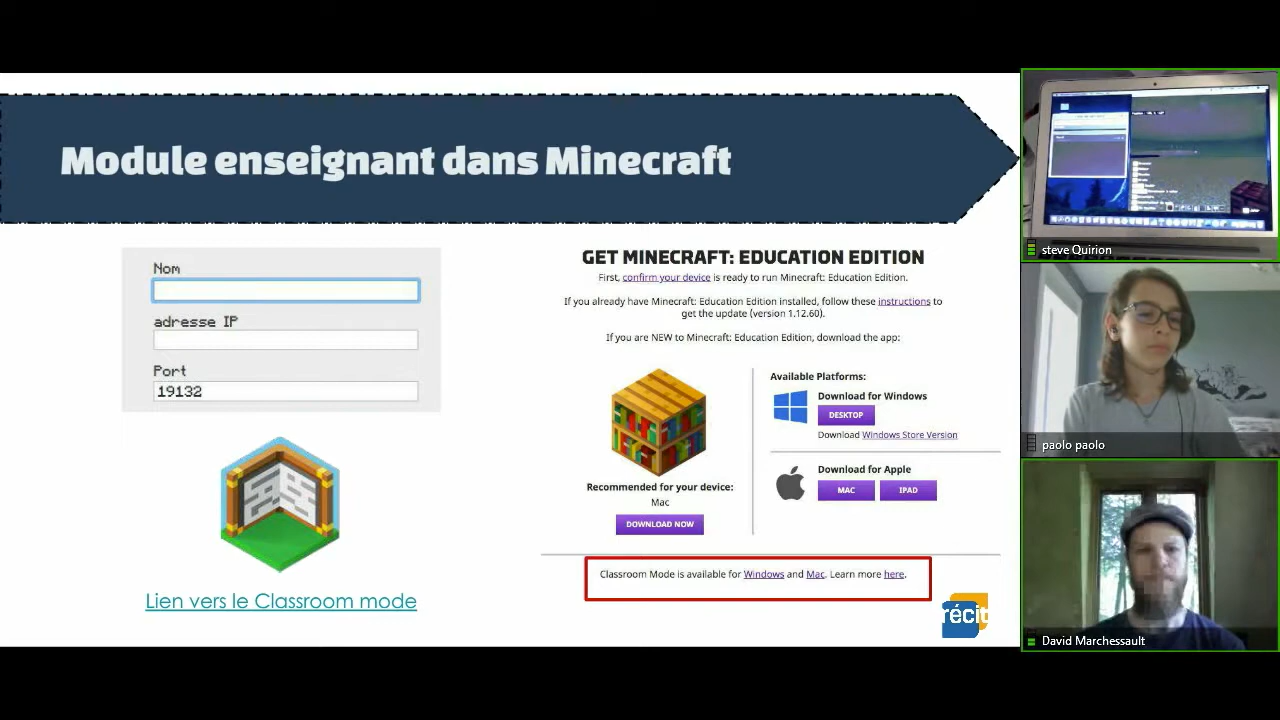 Module enseignant dans Minecraft
Nom
adresse IP
Port
19132
Lien vers le Classroom mode
GET MINECRAFT: EDUCATION EDITION
First, confirm your device is ready to run Minecraft: Education Edition.
If you already have Minecraft: Education Edition installed, follow these instructions to
get the update (version 1.12.60).
If you are NEW to Minecraft: Education Edition, download the app:
Recommended for your device:
Mac
DOWNLOAD NOW
Available Platforms:
Download for Windows
DESKTOP
Download Windows Store Version
Download for Apple
MAC
IPAD
Classroom Mode is available for Windows and Mac. Learn more here.
récit
steve Quirion
paolo paolo
David Marchessault